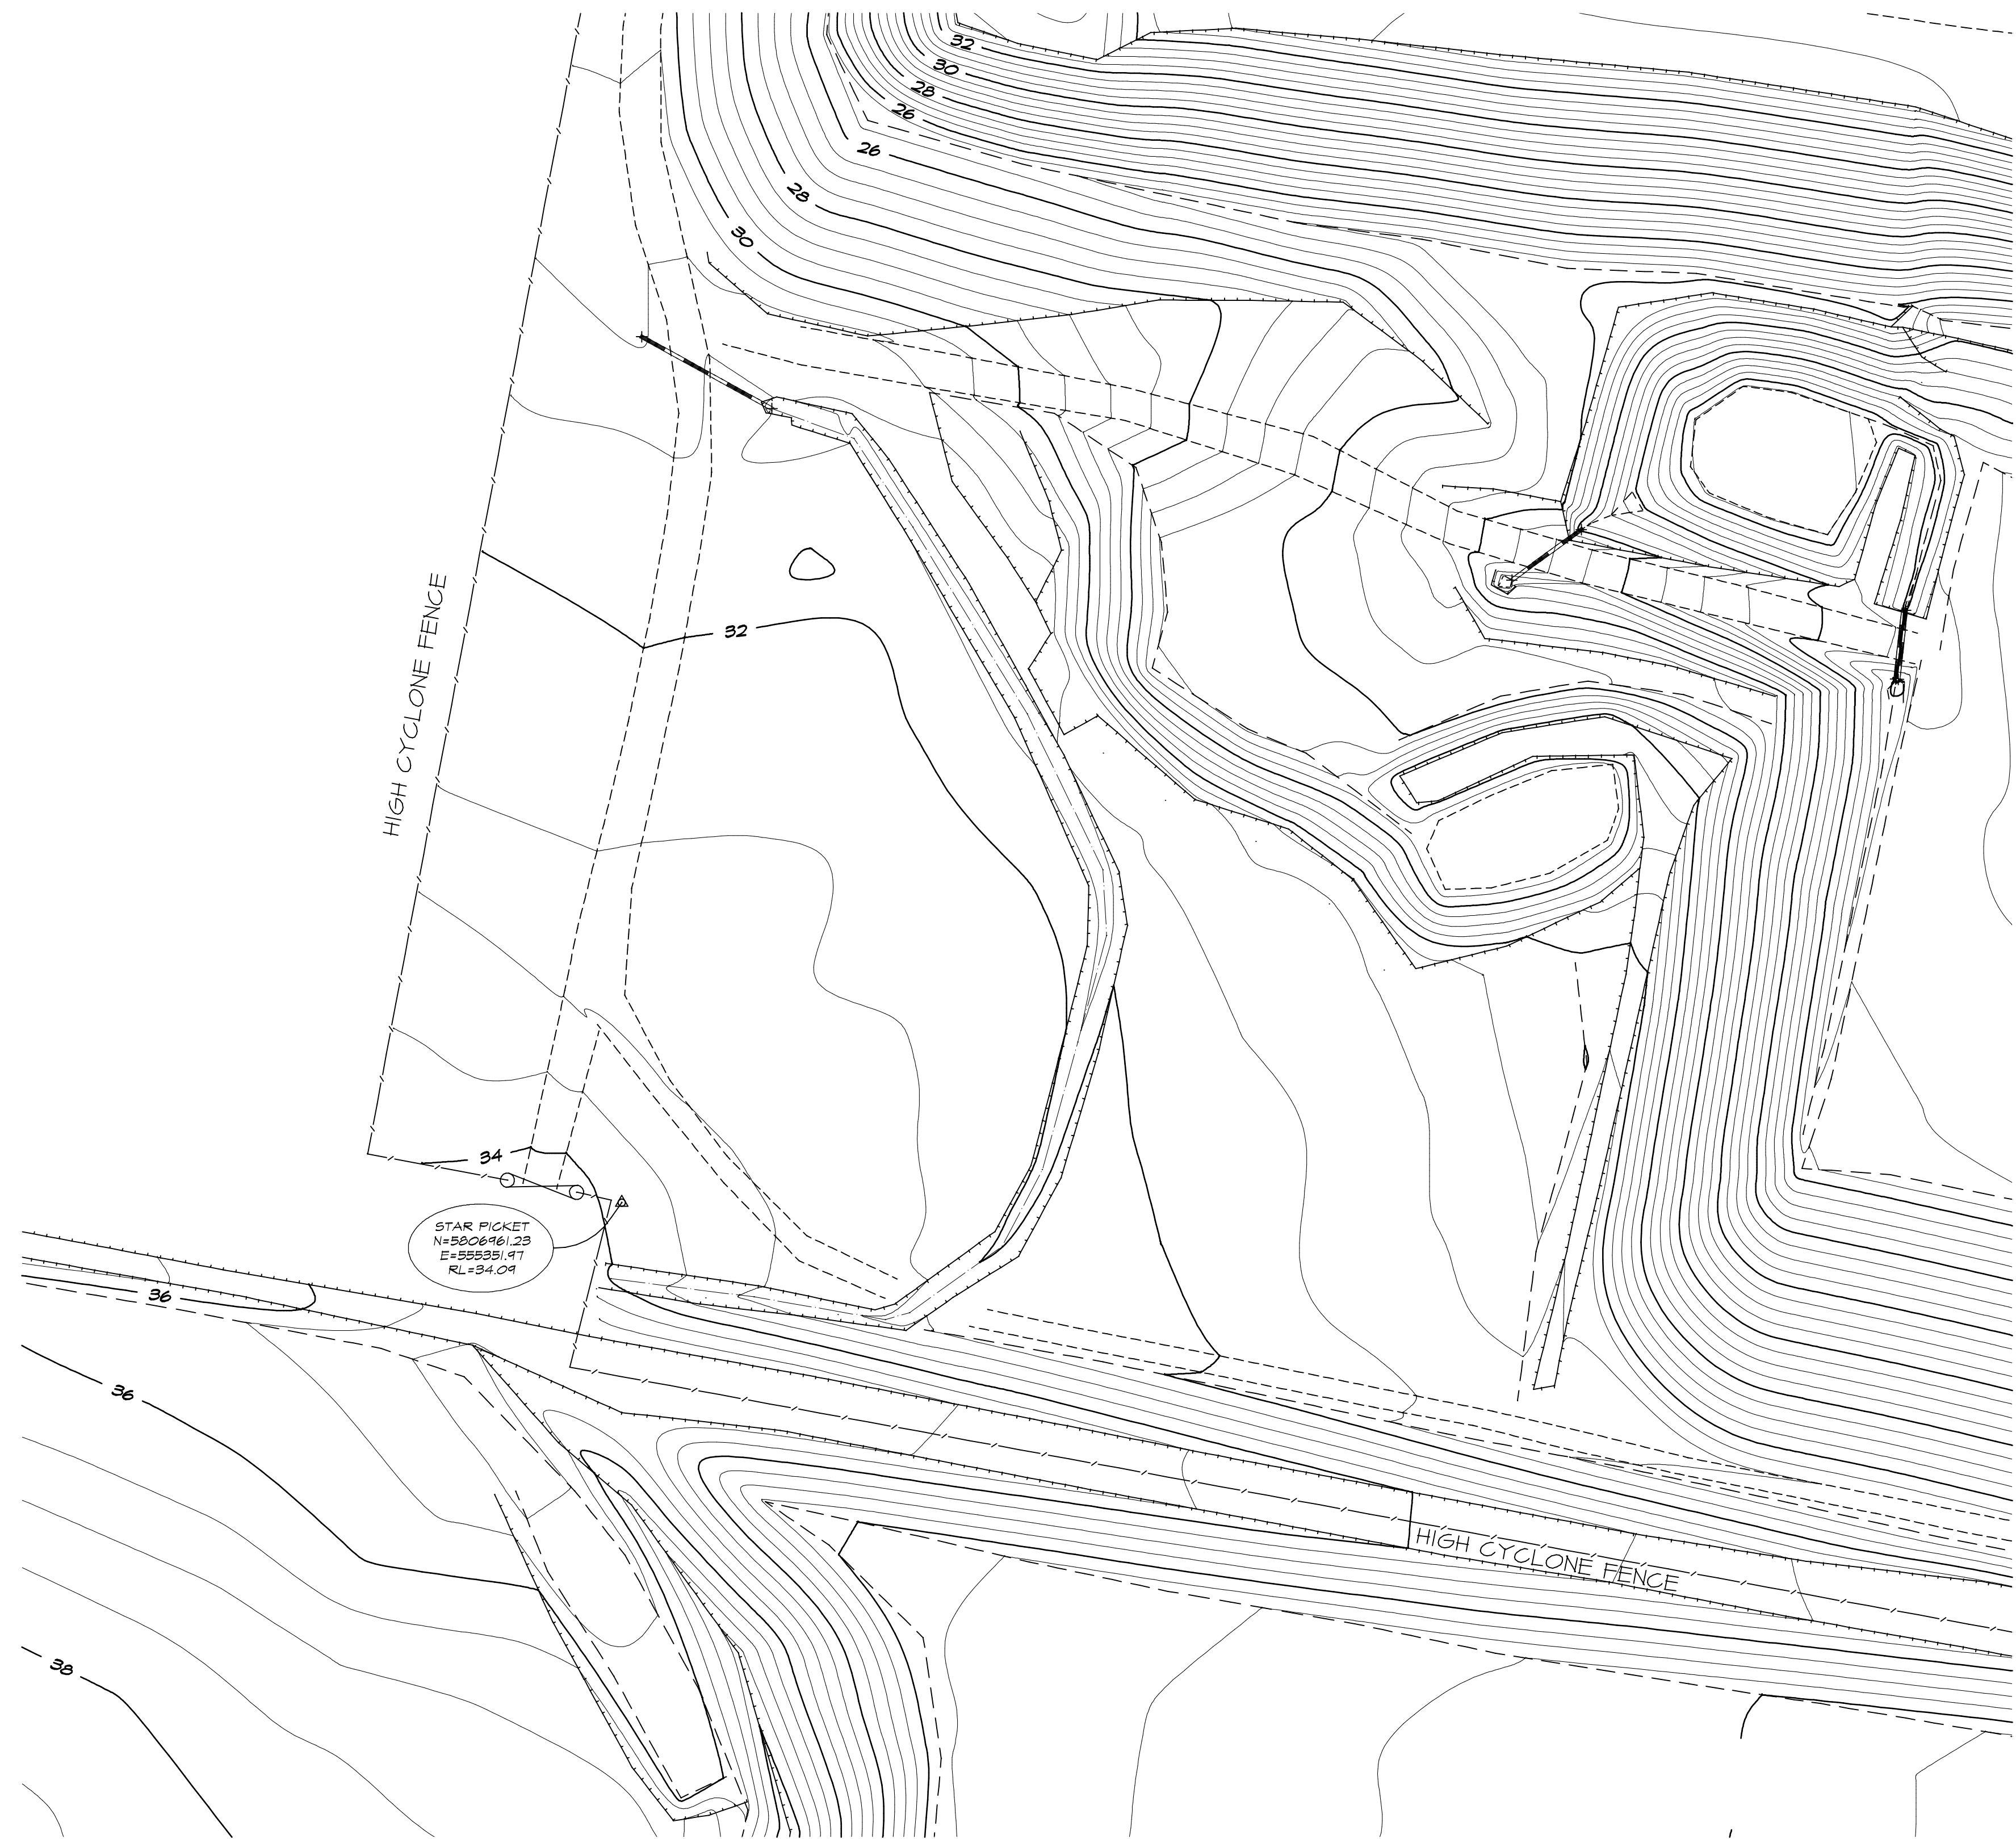 32
30
28
26
26
28
30
HIGH CYCLONE FENCE
32
34
STAR PICKET
N=5806961.23
E=555351.97
RL=34.09
36
36
HIGH CYCLONE FENCE
38